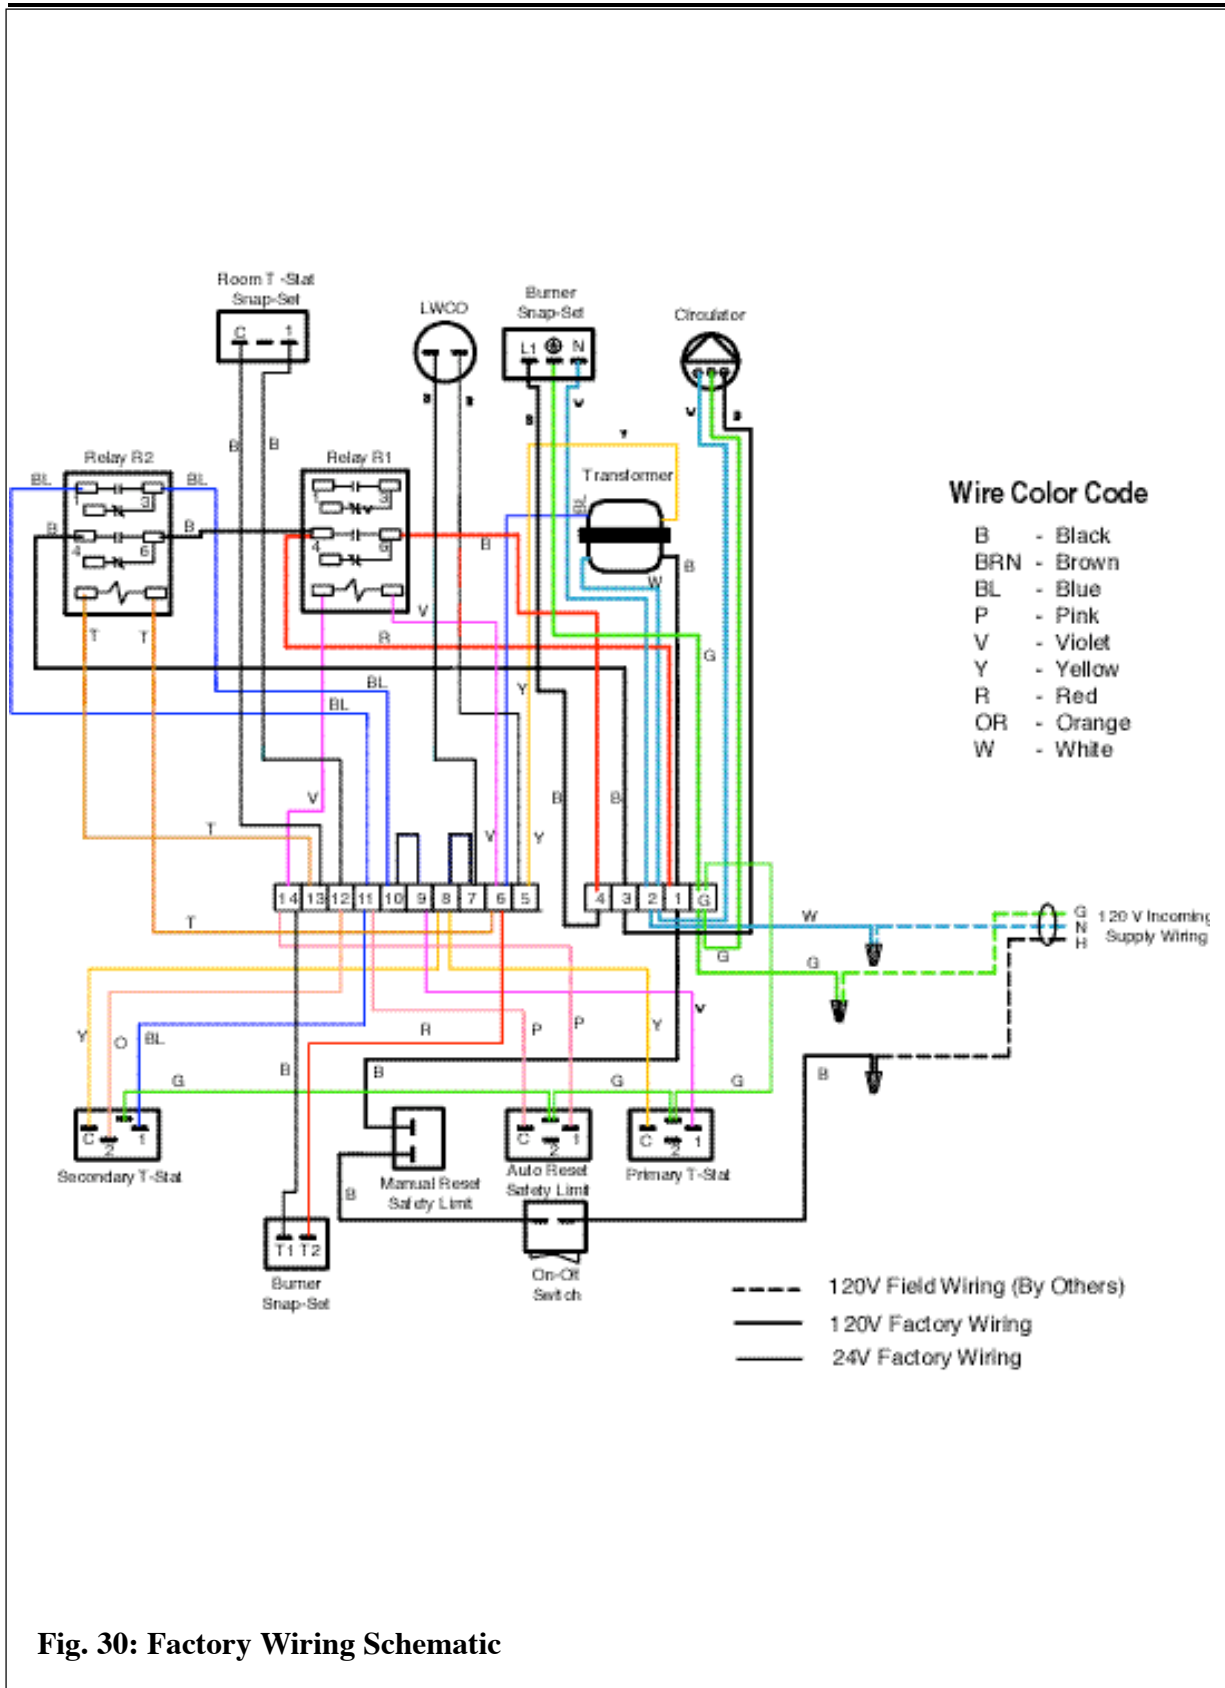 Room T -Stat
Snap-Set
C 1
LWCO
Burner
Snap-Set
L1 N
Circulator
B B
B W
W B
Y
Relay R2
BL BL
1 3
B B
4 6
T T
B B
Relay R1
1 3
V
4 6
B
V
R
Transformer
BL
B
W
G
Y
BL
BL
V
T
V
Y
B B
14 13 12 11 10 9 8 7 6 5
4 3 2 1 G
T
W
G
G
G
N
H
120 V Incoming
Supply Wiring
Wire Color Code
B - Black
BRN - Brown
BL - Blue
P - Pink
V - Violet
Y - Yellow
R - Red
OR - Orange
W - White
Y O BL
B
R
P P
Y
V
B
G G G
B
C 2 1
Secondary T-Stat
Manual Reset
Safety Limit
C 2 1
Auto Reset
Safety Limit
C 2 1
Primary T-Stat
B
T1 T2
Burner
Snap-Set
On-Off
Switch
120V Field Wiring (By Others)
120V Factory Wiring
24V Factory Wiring
Fig. 30: Factory Wiring Schematic